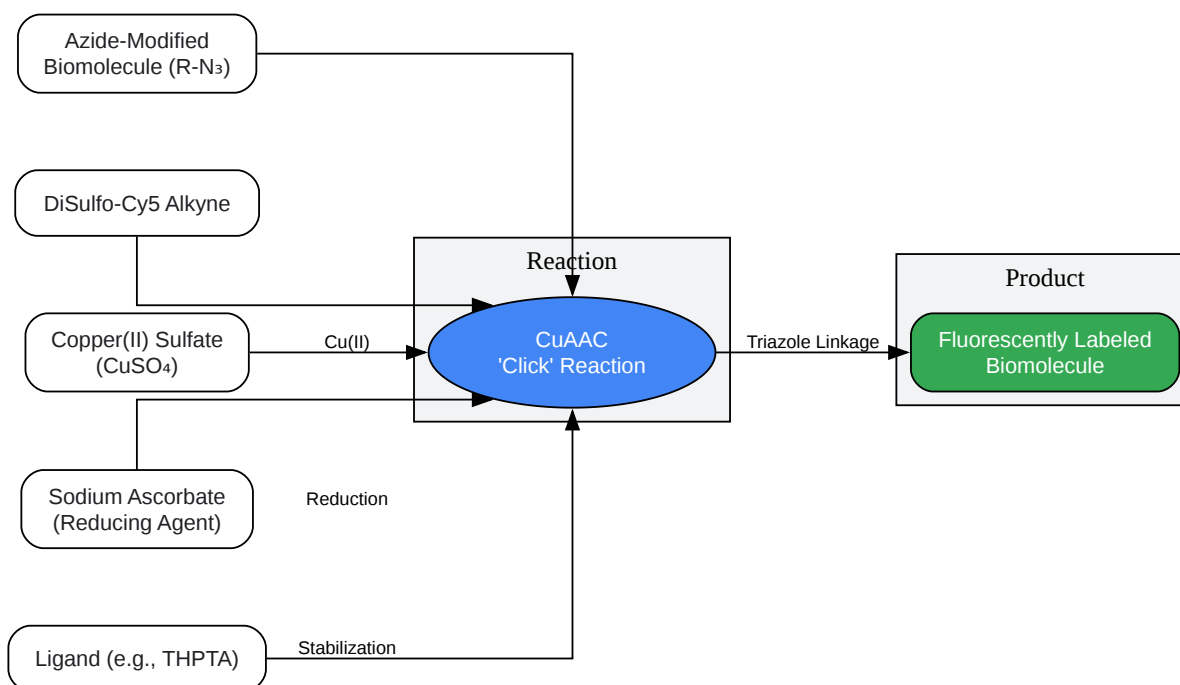 Azide-Modified
Biomolecule (R-N₃)
DiSulfo-Cy5 Alkyne
Reaction
Product
Copper(II) Sulfate
(CuSO₄)
Cu(II)
CuAAC
'Click' Reaction
Triazole Linkage
Fluorescently Labeled
Biomolecule
Sodium Ascorbate
(Reducing Agent)
Reduction
Ligand (e.g., THPTA)
Stabilization